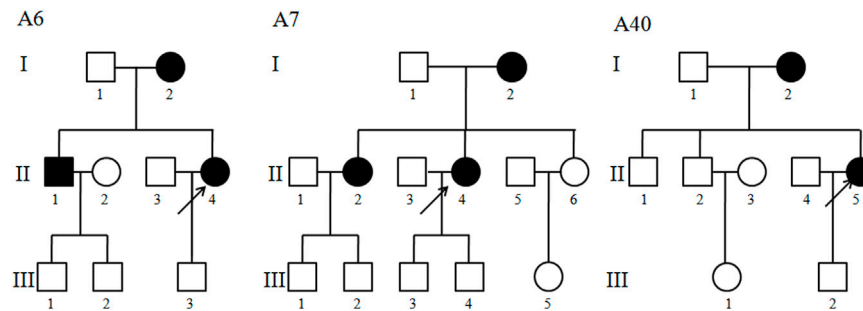 A6 A7 A40
I I I
1 2 1 2 1 2
II II II
1 2 3 4 1 2 3 4 5 6 1 2 3 4 5
III III III
1 2 3 1 2 3 4 5 1 2